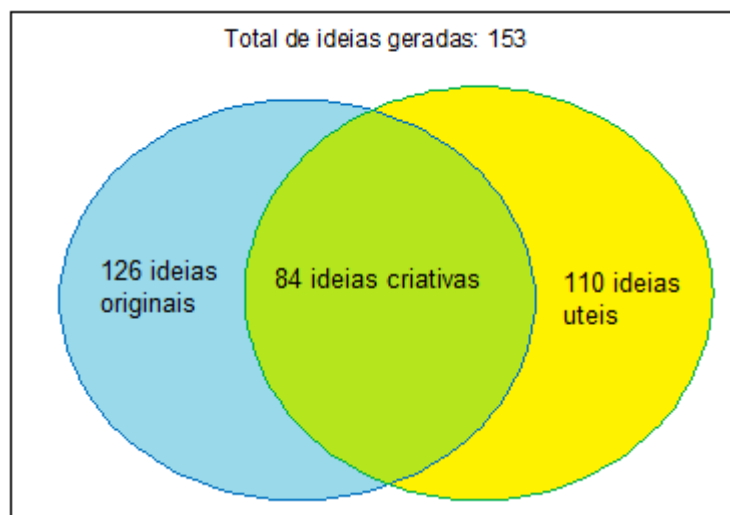 Total de ideias geradas: 153
126 ideias
originais
84 ideias criativas
110 ideias
uteis